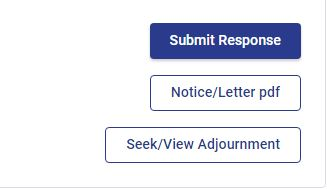 Submit Response
Notice/Letter pdf
Seek/View Adjournment